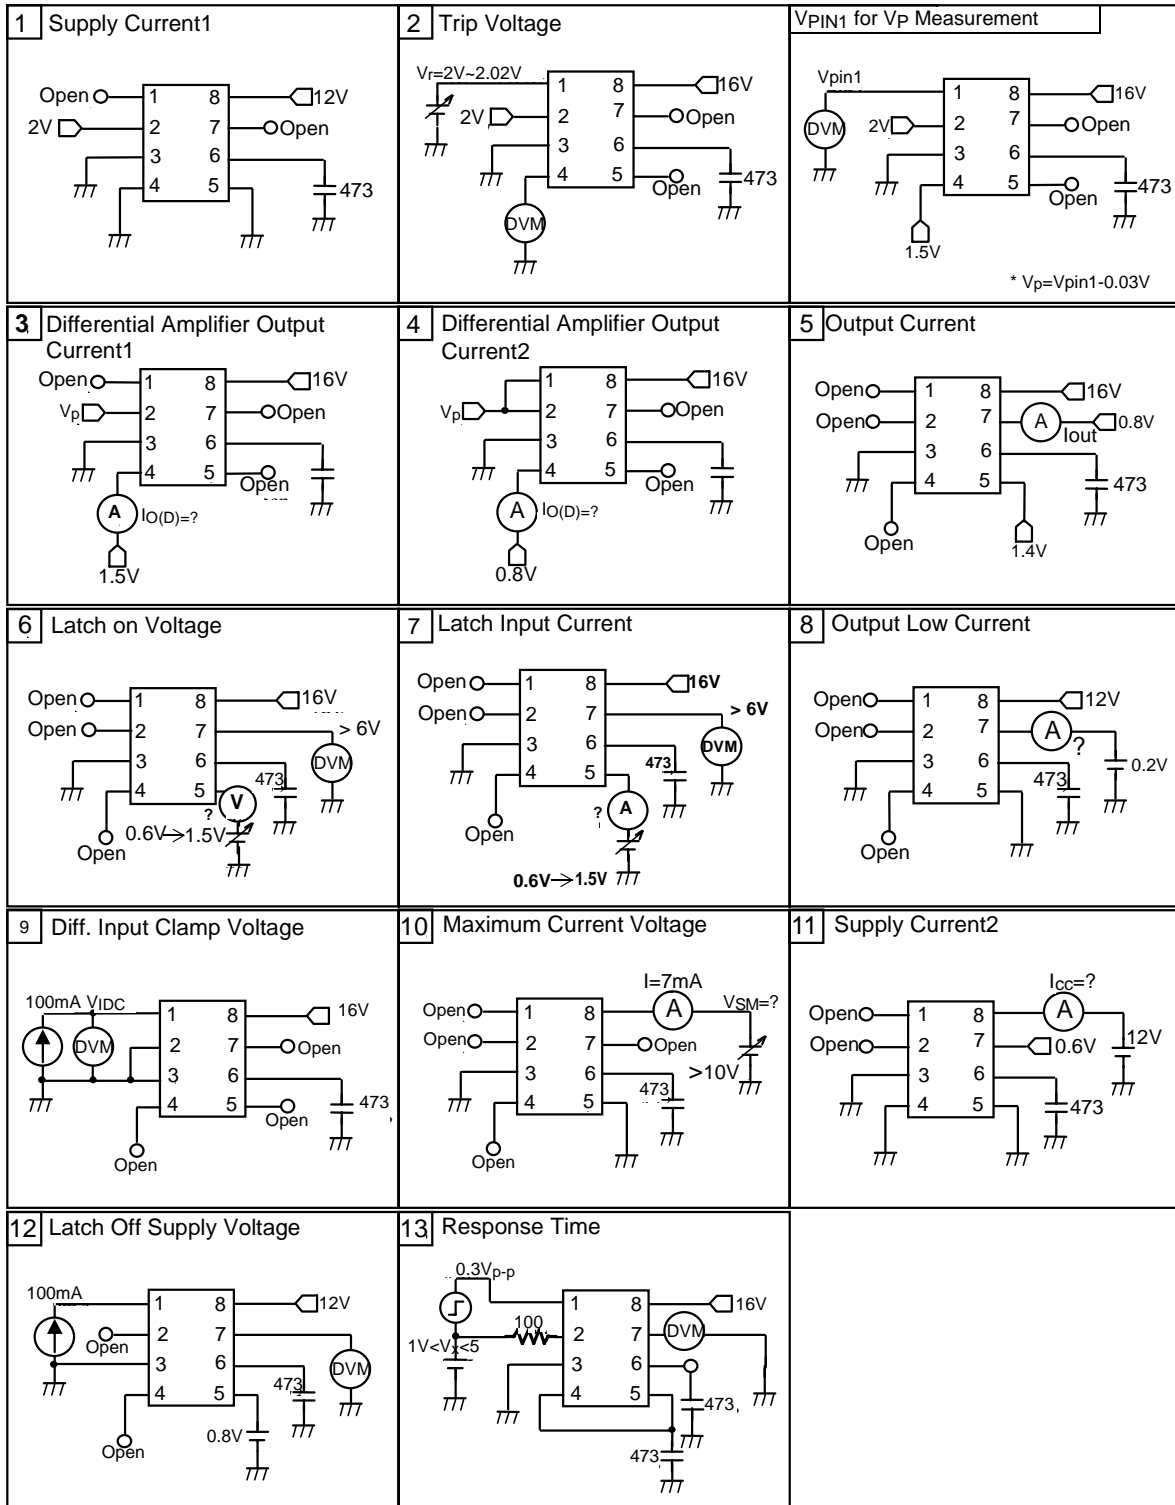 1 Supply Current1
Open 1 8 12V
2V 2 7 Open
3 6
4 5 473
2 Trip Voltage
Vr=2V~2.02V 1 8 16V
2V 2 7 Open
3 6
4 5 Open 473
DVM
VPIN1 for VP Measurement
Vpin1 1 8 16V
DVM 2V 2 7 Open
3 6
4 5 Open 473
1.5V
* Vp=Vpin1-0.03V
3 Differential Amplifier Output
Current1
Open 1 8 16V
Vp 2 7 Open
3 6
4 5 Open
A IO(D)=?
1.5V
4 Differential Amplifier Output
Current2
1 8 16V
Vp 2 7 Open
3 6
4 5 Open
A IO(D)=?
0.8V
5 Output Current
Open 1 8 16V
Open 2 7 A Iout 0.8V
3 6
4 5 473
Open 1.4V
6 Latch on Voltage
Open 1 8 16V
Open 2 7 > 6V
3 6 473 DVM
4 5 V
?
0.6V→1.5V
Open
7 Latch Input Current
Open 1 8 16V
Open 2 7 > 6V
3 6 473 DVM
4 5
? A
Open
0.6V→1.5V
8 Output Low Current
Open 1 8 12V
Open 2 7 A ?
3 6 473 0.2V
4 5
Open
9 Diff. Input Clamp Voltage
100mA VIDC 1 8 16V
DVM 2 7 Open
3 6
4 5 Open 473
Open
10 Maximum Current Voltage
I=7mA
Open 1 8 A VSM=?
Open 2 7 Open
3 6 473 >10V
4 5
Open
11 Supply Current2
Icc=?
Open 1 8 A
Open 2 7 0.6V 12V
3 6
4 5 473
12 Latch Off Supply Voltage
100mA 1 8 12V
Open 2 7
3 6 473 DVM
4 5
Open 0.8V
13 Response Time
0.3Vp-p
1 8 16V
1V<Vx<5 100 2 7 DVM
3 6
4 5 473
473